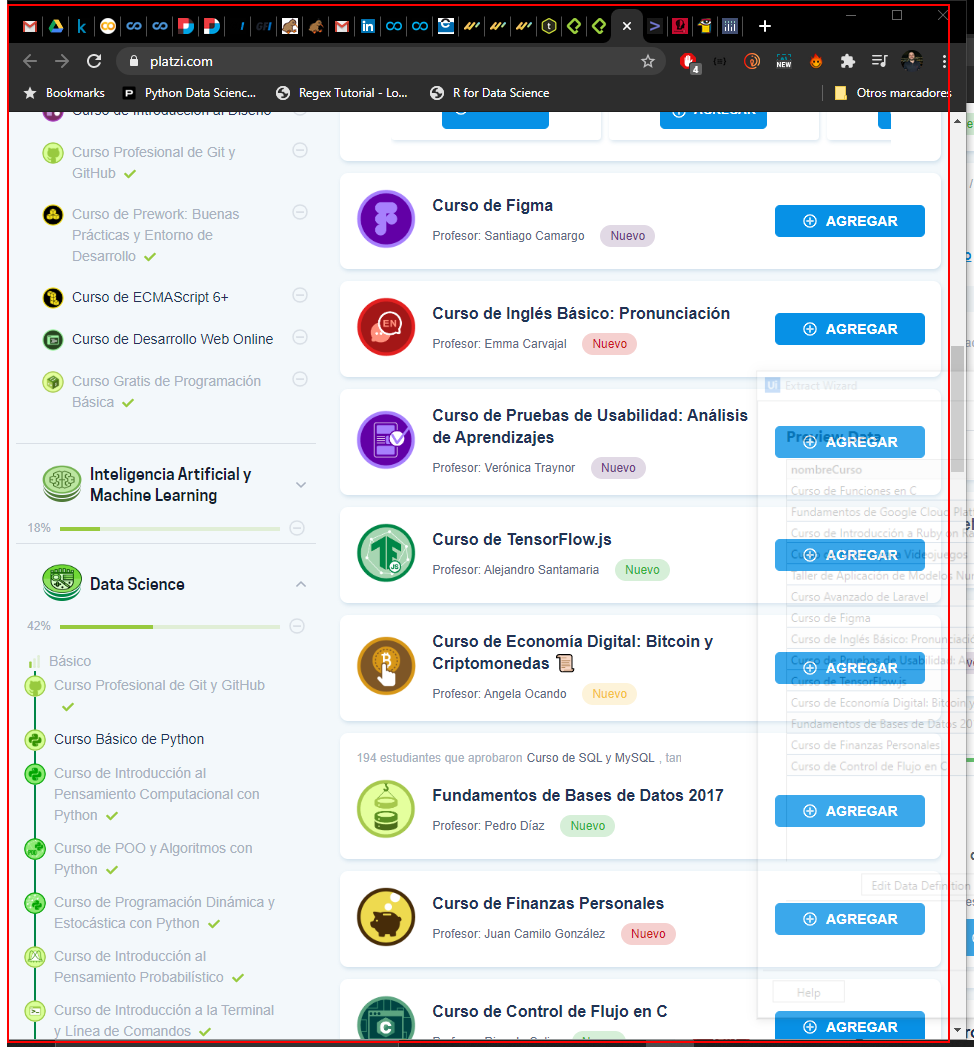 platzi.com
4
NEW
Bookmarks
Python Data Scienc...
Regex Tutorial - Lo...
R for Data Science
Otros marcadores
Curso de Introducción al Diseño
Curso Profesional de Git y
GitHub
Curso de Prework: Buenas
Prácticas y Entorno de
Desarrollo
Curso de ECMAScript 6+
Curso de Desarrollo Web Online
Curso Gratis de Programación
Básica
Inteligencia Artificial y
Machine Learning
18%
Data Science
42%
Básico
Curso Profesional de Git y GitHub
Curso Básico de Python
Curso de Introducción al
Pensamiento Computacional con
Python
Curso de POO y Algoritmos con
Python
Curso de Programación Dinámica y
Estocástica con Python
Curso de Introducción al
Pensamiento Probabilístico
Curso de Introducción a la Terminal
y Línea de Comandos
AGREGAR
Curso de Figma
Profesor: Santiago Camargo Nuevo
AGREGAR
EN
Curso de Inglés Básico: Pronunciación
Profesor: Emma Carvajal Nuevo
AGREGAR
Curso de Pruebas de Usabilidad: Análisis
de Aprendizajes
Profesor: Verónica Traynor Nuevo
AGREGAR
Curso de TensorFlow.js
Profesor: Alejandro Santamaria Nuevo
AGREGAR
Curso de Economía Digital: Bitcoin y
Criptomonedas
Profesor: Angela Ocando Nuevo
AGREGAR
194 estudiantes que aprobaron Curso de SQL y MySQL , tan
Fundamentos de Bases de Datos 2017
Profesor: Pedro Díaz Nuevo
AGREGAR
Curso de Finanzas Personales
Profesor: Juan Camilo González Nuevo
AGREGAR
Curso de Control de Flujo en C
AGREGAR
Extract Wizard
Preview Data
nombreCurso
Curso de Funciones en C
Fundamentos de Google Cloud Plat
Curso de Introducción a Ruby on Ra
Videojuegos
Taller de Aplicación de Modelos Nu
Curso Avanzado de Laravel
Curso de Figma
Curso de Inglés Básico: Pronunciació
Curso de Pruebas de Usabilidad: A
Curso de TensorFlow.js
Curso de Economía Digital: Bitcoin y
Fundamentos de Bases de Datos 20
Curso de Finanzas Personales
Curso de Control de Flujo en C
Edit Data Definition
Help